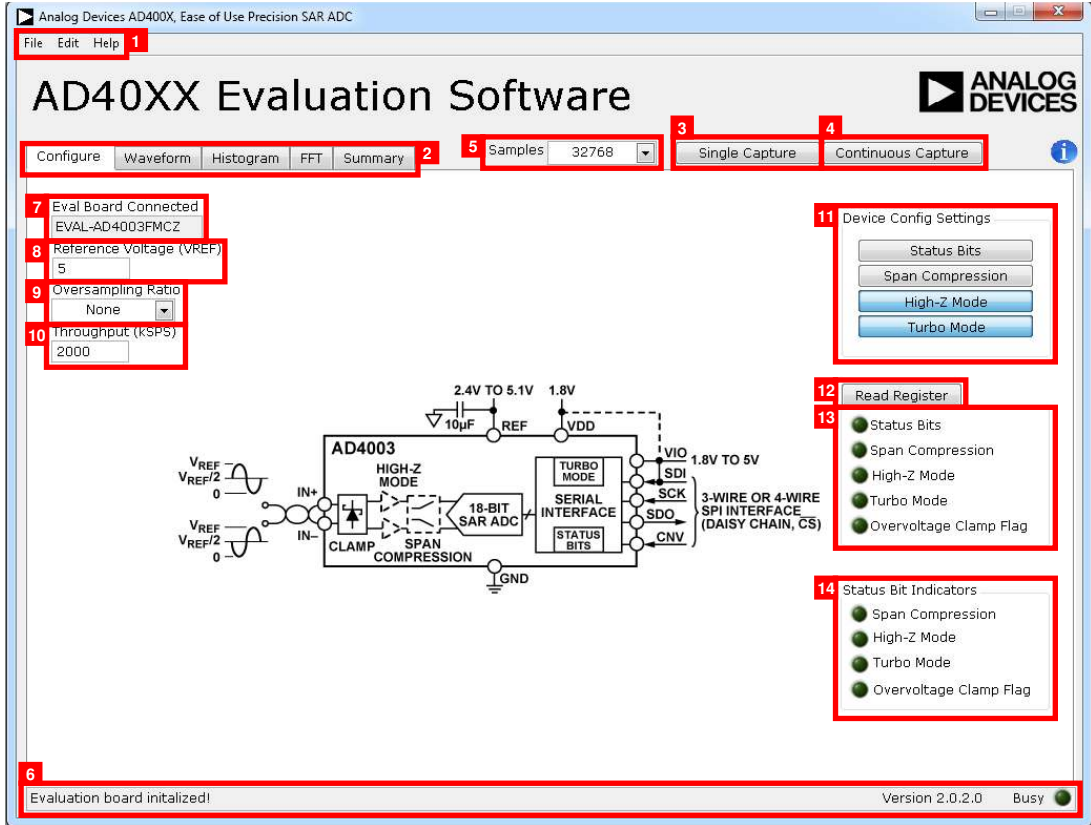 Analog Devices AD400X, Ease of Use Precision SAR ADC
File Edit Help 1
AD40XX Evaluation Software
ANALOG
DEVICES
3
4
Configure Waveform Histogram FFT Summary 2
5 Samples 32768
Single Capture
Continuous Capture
i
7 Eval Board Connected
EVAL-AD4003FMCZ
8 Reference Voltage (VREF)
5
9 Oversampling Ratio
None
10 Throughput (kSPS)
2000
11 Device Config Settings
Status Bits
Span Compression
High-Z Mode
Turbo Mode
12 Read Register
13 Status Bits
Span Compression
High-Z Mode
Turbo Mode
Overvoltage Clamp Flag
14 Status Bit Indicators
Span Compression
High-Z Mode
Turbo Mode
Overvoltage Clamp Flag
2.4V TO 5.1V 1.8V
10µF
REF
VDD
AD4003
VREF
VREF/2
0
VREF
VREF/2
0
IN+
IN–
HIGH-Z
MODE
CLAMP
SPAN
COMPRESSION
18-BIT
SAR ADC
TURBO
MODE
SERIAL
INTERFACE
STATUS
BITS
VIO
SDI
SCK
SDO
CNV
1.8V TO 5V
3-WIRE OR 4-WIRE
SPI INTERFACE
(DAISY CHAIN, CS)
GND
6
Evaluation board initalized!
Version 2.0.2.0 Busy